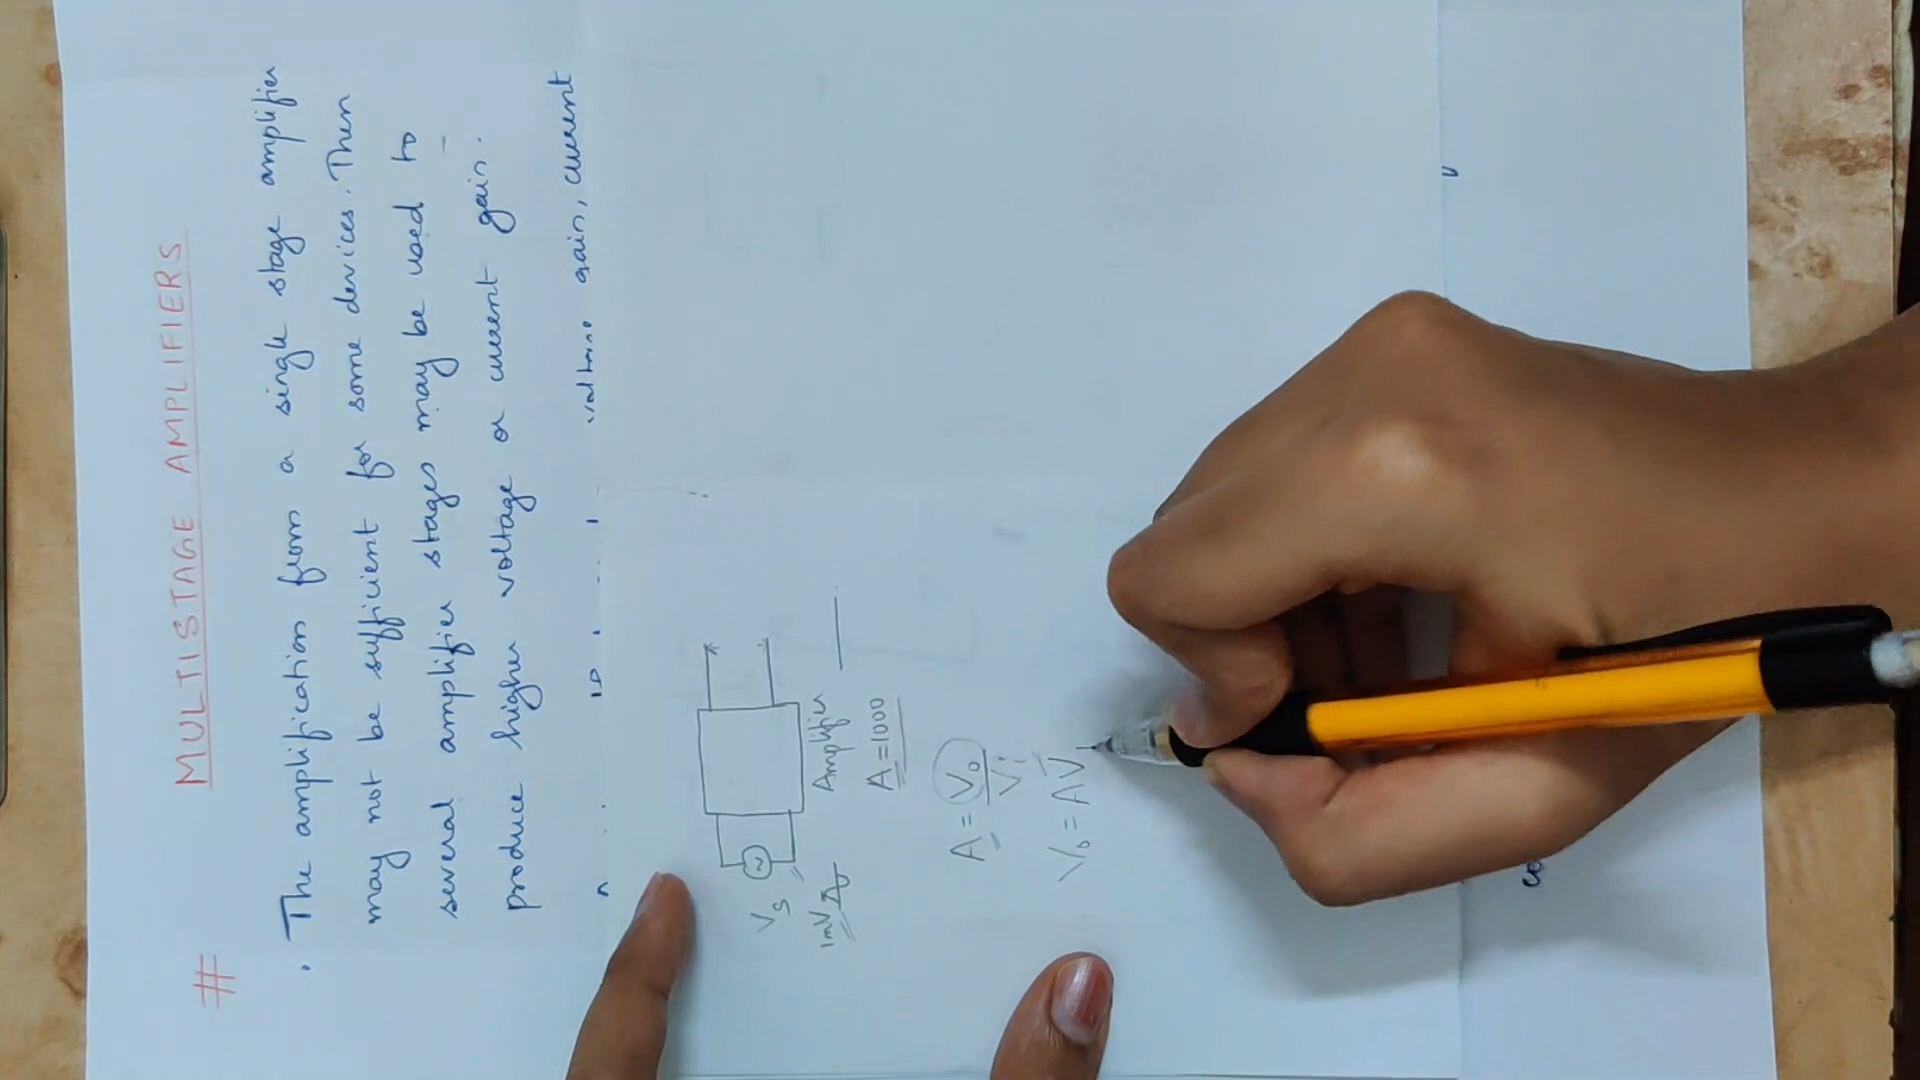 # MULTISTAGE AMPLIFIERS
. The amplification from a single stage amplifier
may not be sufficient for some devices. Then
several amplifier stages may be used to
produce higher voltage or current gain.
gain, current
Vs
1mV
Amplifier
A = 1000
A = Vo
Vi
Vo = AV